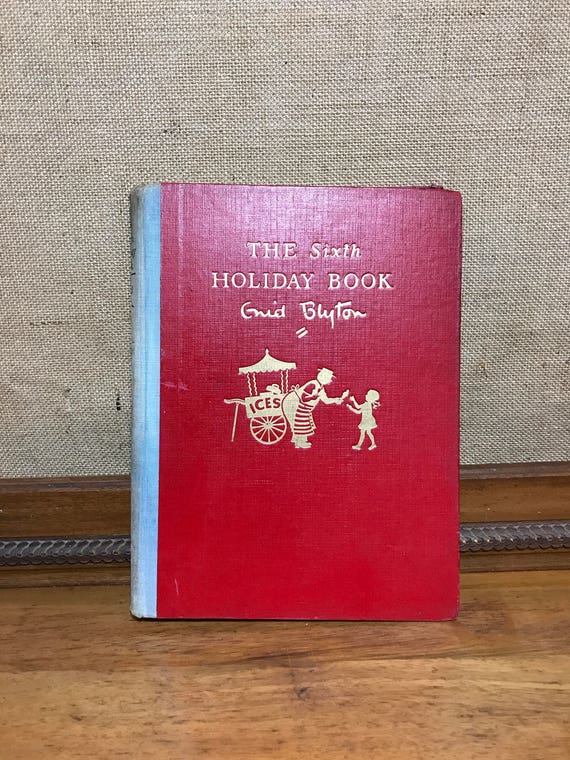 THE Sixth
HOLIDAY BOOK
Enid Blyton
ICES